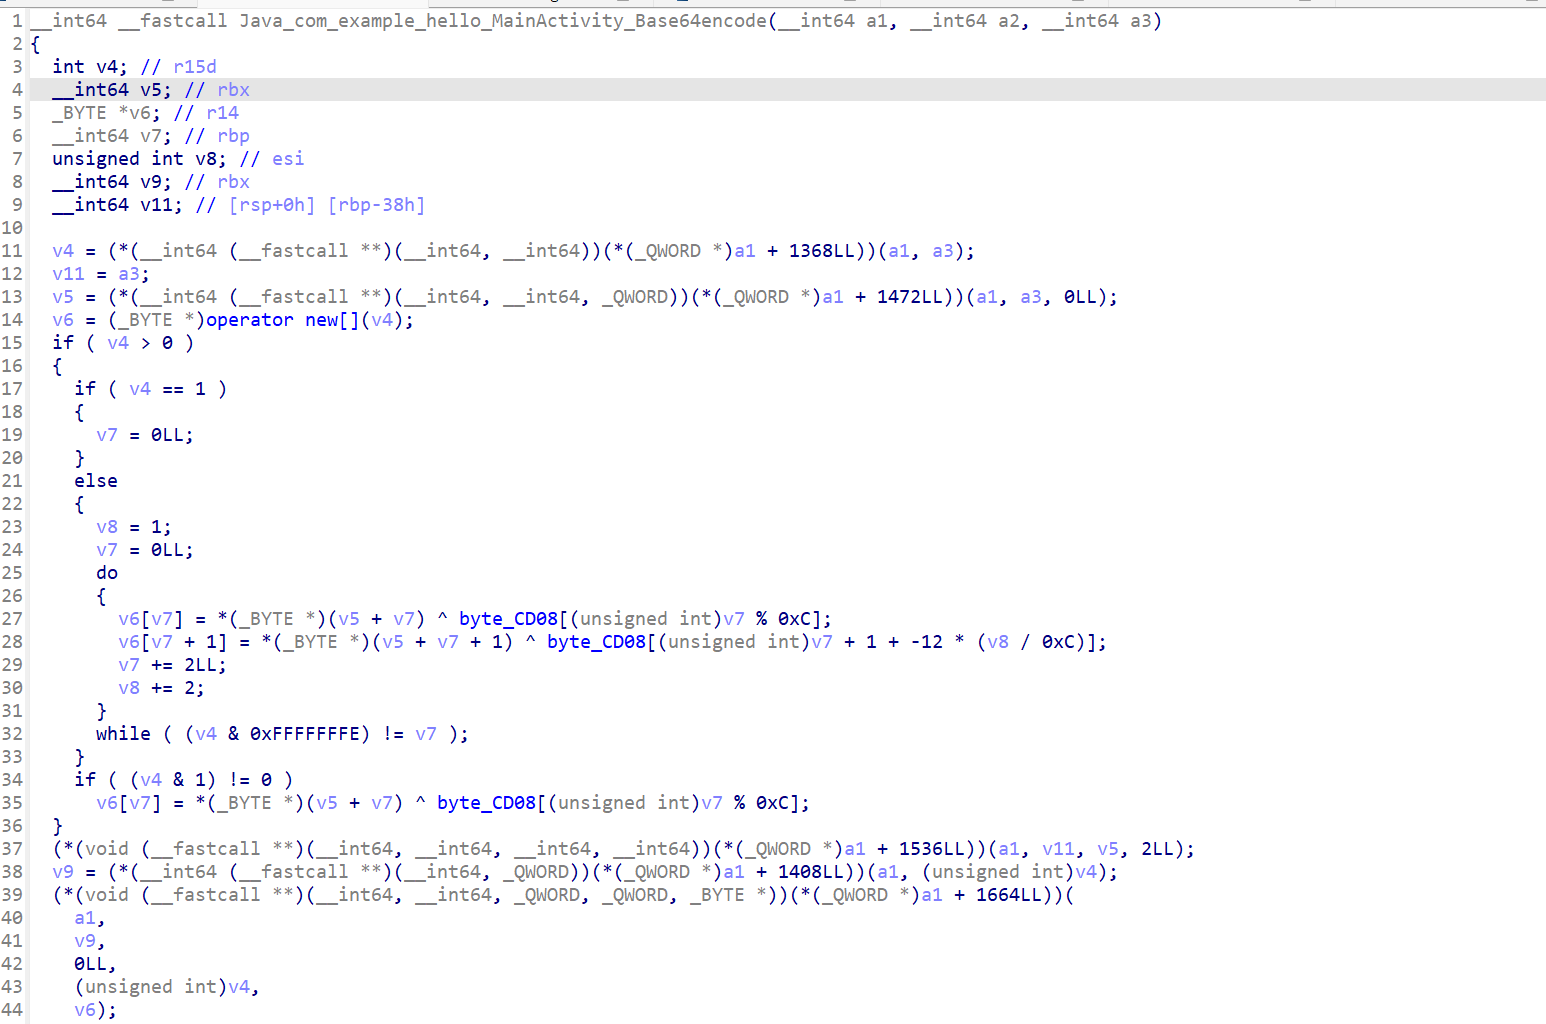 1 __int64 __fastcall Java_com_example_hello_MainActivity_Base64encode(__int64 a1, __int64 a2, __int64 a3)
2 {
3   int v4; // r15d
4   __int64 v5; // rbx
5   _BYTE *v6; // r14
6   __int64 v7; // rbp
7   unsigned int v8; // esi
8   __int64 v9; // rbx
9   __int64 v11; // [rsp+0h] [rbp-38h]
10
11   v4 = (*(__int64 (__fastcall **)(__int64, __int64))(*(_QWORD *)a1 + 1368LL))(a1, a3);
12   v11 = a3;
13   v5 = (*(__int64 (__fastcall **)(__int64, __int64, _QWORD))(*(_QWORD *)a1 + 1472LL))(a1, a3, 0LL);
14   v6 = (_BYTE *)operator new[](v4);
15   if ( v4 > 0 )
16   {
17     if ( v4 == 1 )
18     {
19       v7 = 0LL;
20     }
21     else
22     {
23       v8 = 1;
24       v7 = 0LL;
25       do
26       {
27         v6[v7] = *(_BYTE *)(v5 + v7) ^ byte_CD08[(unsigned int)v7 % 0xC];
28         v6[v7 + 1] = *(_BYTE *)(v5 + v7 + 1) ^ byte_CD08[(unsigned int)v7 + 1 + -12 * (v8 / 0xC)];
29         v7 += 2LL;
30         v8 += 2;
31       }
32       while ( (v4 & 0xFFFFFFFE) != v7 );
33     }
34     if ( (v4 & 1) != 0 )
35       v6[v7] = *(_BYTE *)(v5 + v7) ^ byte_CD08[(unsigned int)v7 % 0xC];
36   }
37   (*(void (__fastcall **)(__int64, __int64, __int64, __int64))(*(_QWORD *)a1 + 1536LL))(a1, v11, v5, 2LL);
38   v9 = (*(__int64 (__fastcall **)(__int64, _QWORD))(*(_QWORD *)a1 + 1408LL))(a1, (unsigned int)v4);
39   (*(void (__fastcall **)(__int64, __int64, _QWORD, _QWORD, _BYTE *))(*(_QWORD *)a1 + 1664LL))(
40     a1,
41     v9,
42     0LL,
43     (unsigned int)v4,
44     v6);